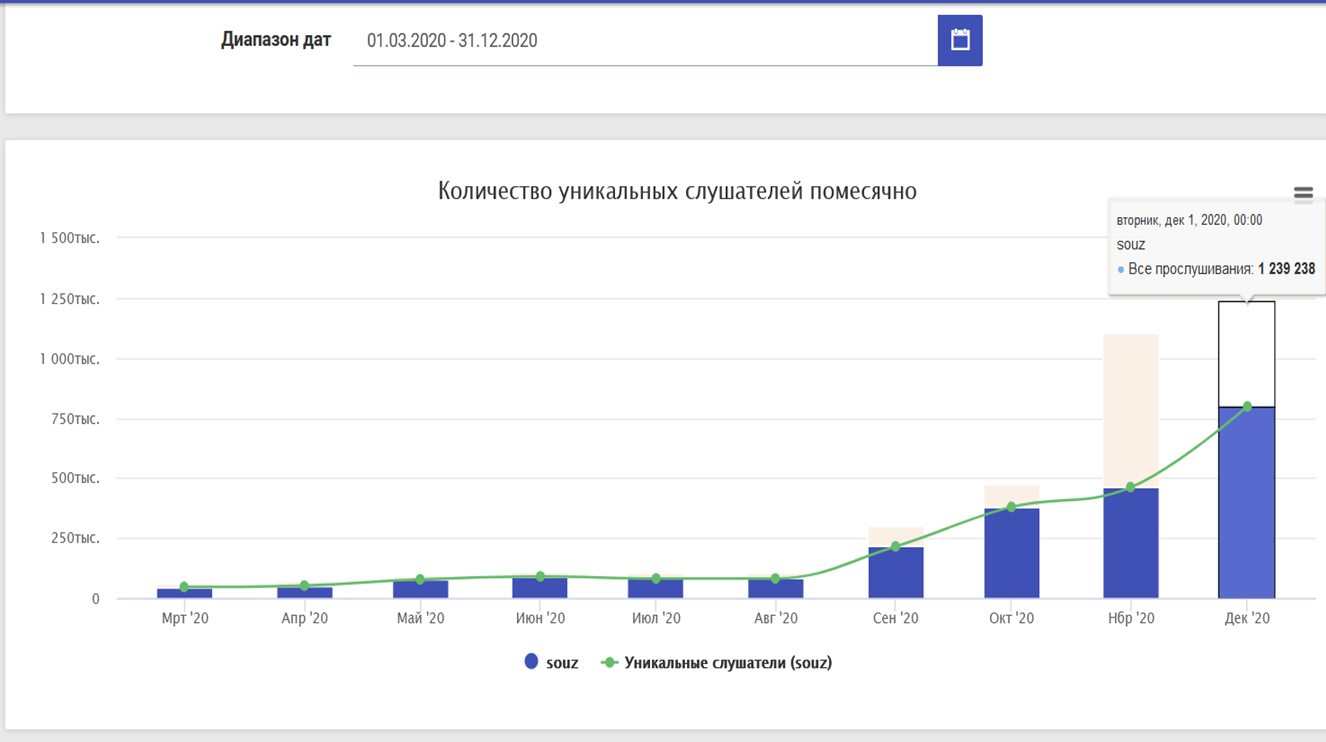 Диапазон дат
01.03.2020 - 31.12.2020
Количество уникальных слушателей помесячно
вторник, дек 1, 2020, 00:00
souz
Все прослушивания: 1 239 238
1 500тыс.
1 250тыс.
1 000тыс.
750тыс.
500тыс.
250тыс.
0
Мрт '20 Апр '20 Май '20 Июн '20 Июл '20 Авг '20 Сен '20 Окт '20 Нбр '20 Дек '20
souz Уникальные слушатели (souz)